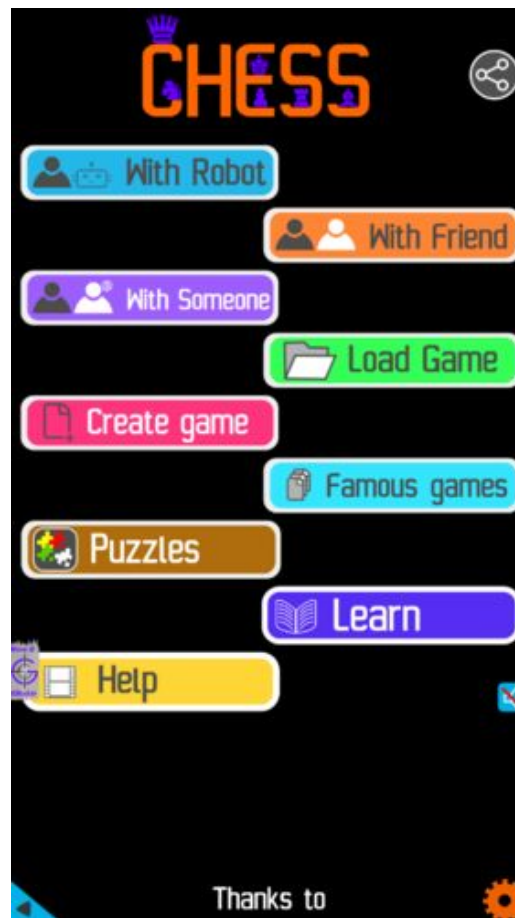 CHESS
With Robot
With Friend
With Someone
Load Game
Create game
Famous games
Puzzles
Learn
Help
Thanks to